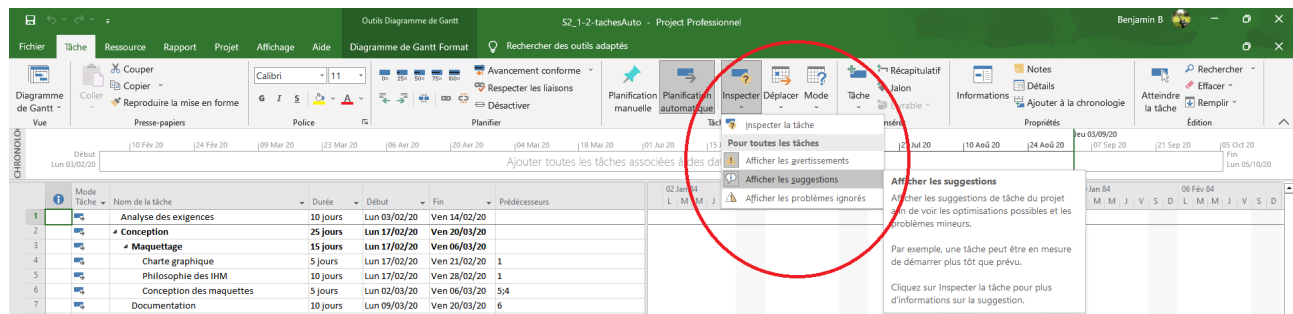 Outils Diagramme de Gantt
S2_1-2-tachesAuto - Project Professionnel
Benjamin B
Fichier Tâche Ressource Rapport Projet Affichage Aide Diagramme de Gantt Format Rechercher des outils adaptés
Diagramme de Gantt
Vue
Coller
Couper
Copier
Reproduire la mise en forme
Presse-papiers
Calibri 11
G I S A
Police
0% 25% 50% 75% 100%
Avancement conforme
Respecter les liaisons
Désactiver
Planifier
Planification manuelle
Planification automatique
Inspecter
Déplacer
Mode
Tâche
Récapitulatif
Jalon
Livrable
Informations
Notes
Détails
Ajouter à la chronologie
Propriétés
Atteindre la tâche
Rechercher
Effacer
Remplir
Édition
Inspecter la tâche
Pour toutes les tâches
Afficher les avertissements
Afficher les suggestions
Afficher les problèmes ignorés
Afficher les suggestions
Afficher les suggestions de tâche du projet
afin de voir les optimisations possibles et les
problèmes mineurs.
Par exemple, une tâche peut être en mesure
de démarrer plus tôt que prévu.
Cliquez sur Inspecter la tâche pour plus
d'informations sur la suggestion.
CHRONOLO
Jeu 03/09/20
10 Fév 20 24 Fév 20 09 Mar 20 23 Mar 20 06 Avr 20 20 Avr 20 04 Mai 20 18 Mai 20 01 Jui 20 15 27 Jul 20 10 Aoû 20 24 Aoû 20 07 Sep 20 21 Sep 20 05 Oct 20
Début
Lun 03/02/20
Ajouter toutes les tâches associées à des da
Fin
Lun 05/10/20
Mode Tâche Nom de la tâche Durée Début Fin Prédécesseurs
02 Jan 84 Jan 84 06 Fév 84
L M M J M M J V S D L M M J V S D
1 Analyse des exigences 10 jours Lun 03/02/20 Ven 14/02/20
2 Conception 25 jours Lun 17/02/20 Ven 20/03/20
3 Maquettage 15 jours Lun 17/02/20 Ven 06/03/20
4 Charte graphique 5 jours Lun 17/02/20 Ven 21/02/20 1
5 Philosophie des IHM 10 jours Lun 17/02/20 Ven 28/02/20 1
6 Conception des maquettes 5 jours Lun 02/03/20 Ven 06/03/20 5;4
7 Documentation 10 jours Lun 09/03/20 Ven 20/03/20 6